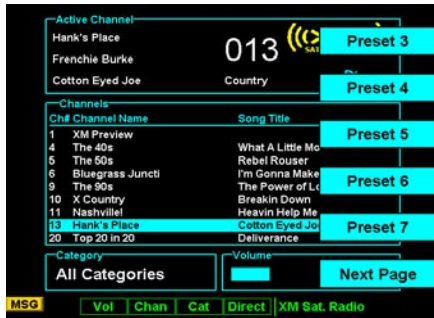 Active Channel
Hank's Place
Frenchie Burke
Cotton Eyed Joe
013
SAT
Country
Preset 3
Preset 4
Preset 5
Preset 6
Preset 7
Next Page
Channels
Ch# Channel Name Song Title
1 XM Preview
4 The 40s What A Little Mo
5 The 50s Rebel Rouser
6 Bluegrass Juncti I'm Gonna Make
9 The 90s The Power of Lo
10 X Country Breakin Down
11 Nashville! Heavin Help Me
13 Hank's Place Cotton Eyed Jo
20 Top 20 in 20 Deliverance
Category
All Categories
Volume
MSG Vol Chan Cat Direct XM Sat. Radio